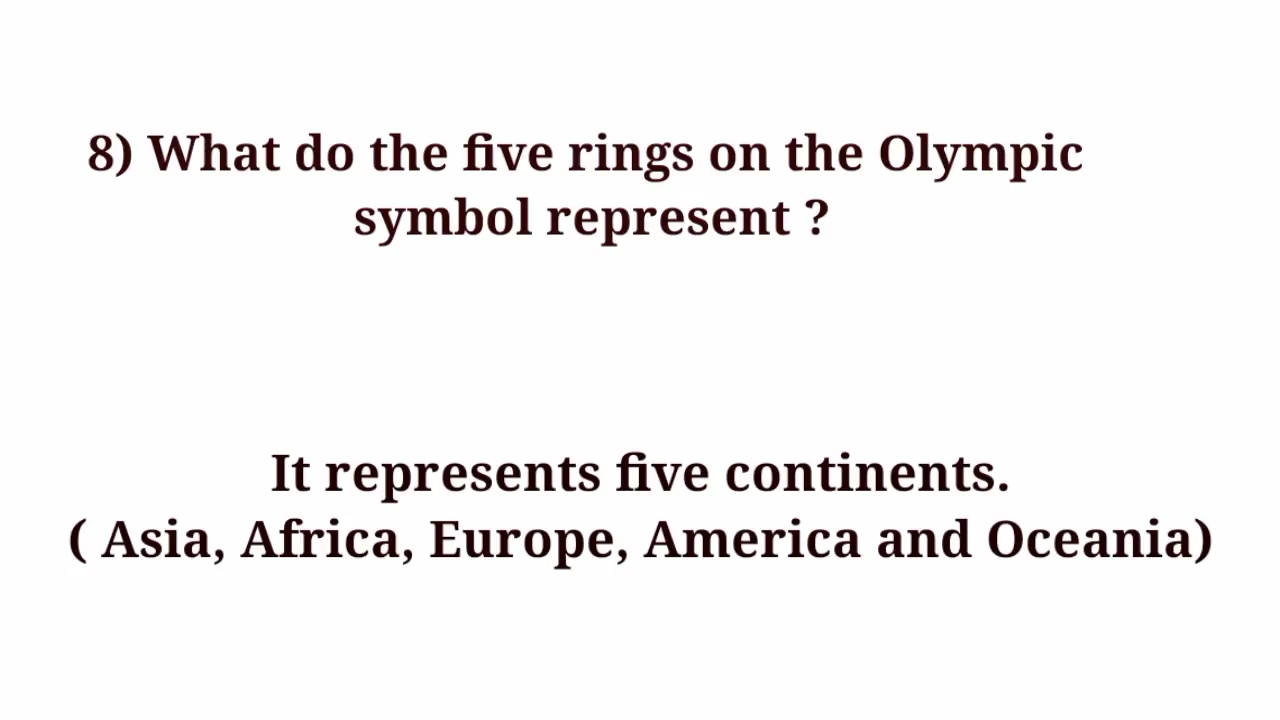 8) What do the five rings on the Olympic
symbol represent ?
It represents five continents.
( Asia, Africa, Europe, America and Oceania)